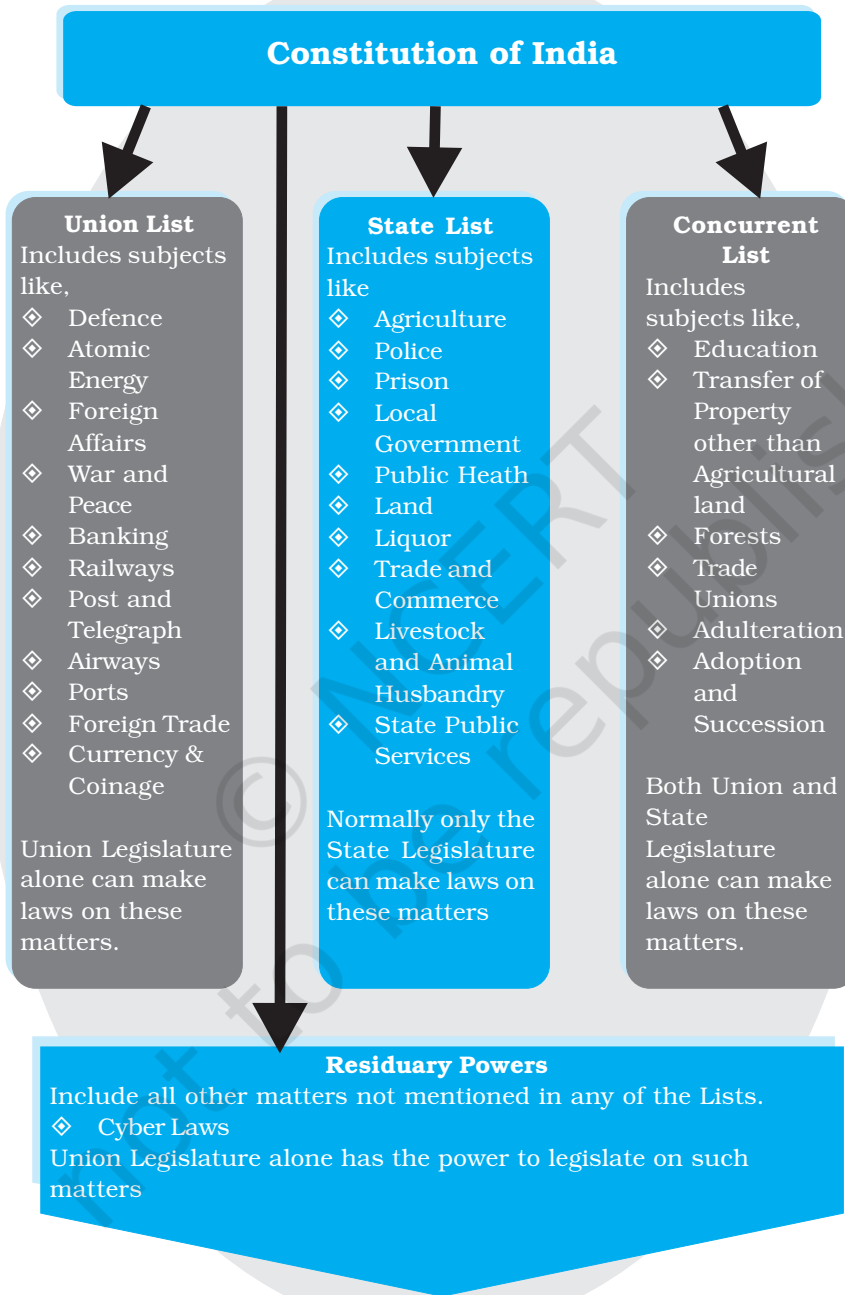 Constitution of India
Union List
Includes subjects
like,
Defence
Atomic
Energy
Foreign
Affairs
War and
Peace
Banking
Railways
Post and
Telegraph
Airways
Ports
Foreign Trade
Currency &
Coinage
Union Legislature
alone can make
laws on these
matters.
State List
Includes subjects
like
Agriculture
Police
Prison
Local
Government
Public Heath
Land
Liquor
Trade and
Commerce
Livestock
and Animal
Husbandry
State Public
Services
Normally only the
State Legislature
can make laws on
these matters
Concurrent
List
Includes
subjects like,
Education
Transfer of
Property
other than
Agricultural
land
Forests
Trade
Unions
Adulteration
Adoption
and
Succession
Both Union and
State
Legislature
alone can make
laws on these
matters.
Residuary Powers
Include all other matters not mentioned in any of the Lists.
Cyber Laws
Union Legislature alone has the power to legislate on such
matters
© NCERT
not to be republish